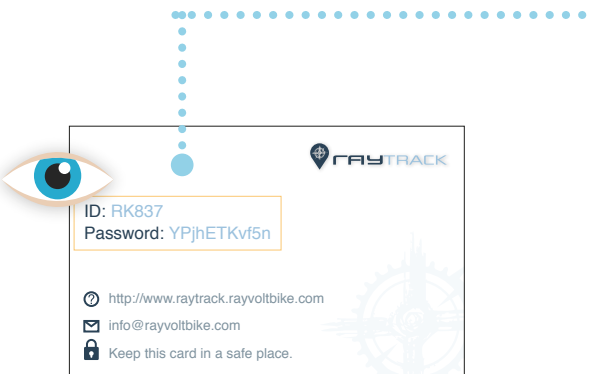 RAYTRACK
ID: RK837
Password: YPjhETKvf5n
http://www.raytrack.rayvoltbike.com
info@rayvoltbike.com
Keep this card in a safe place.